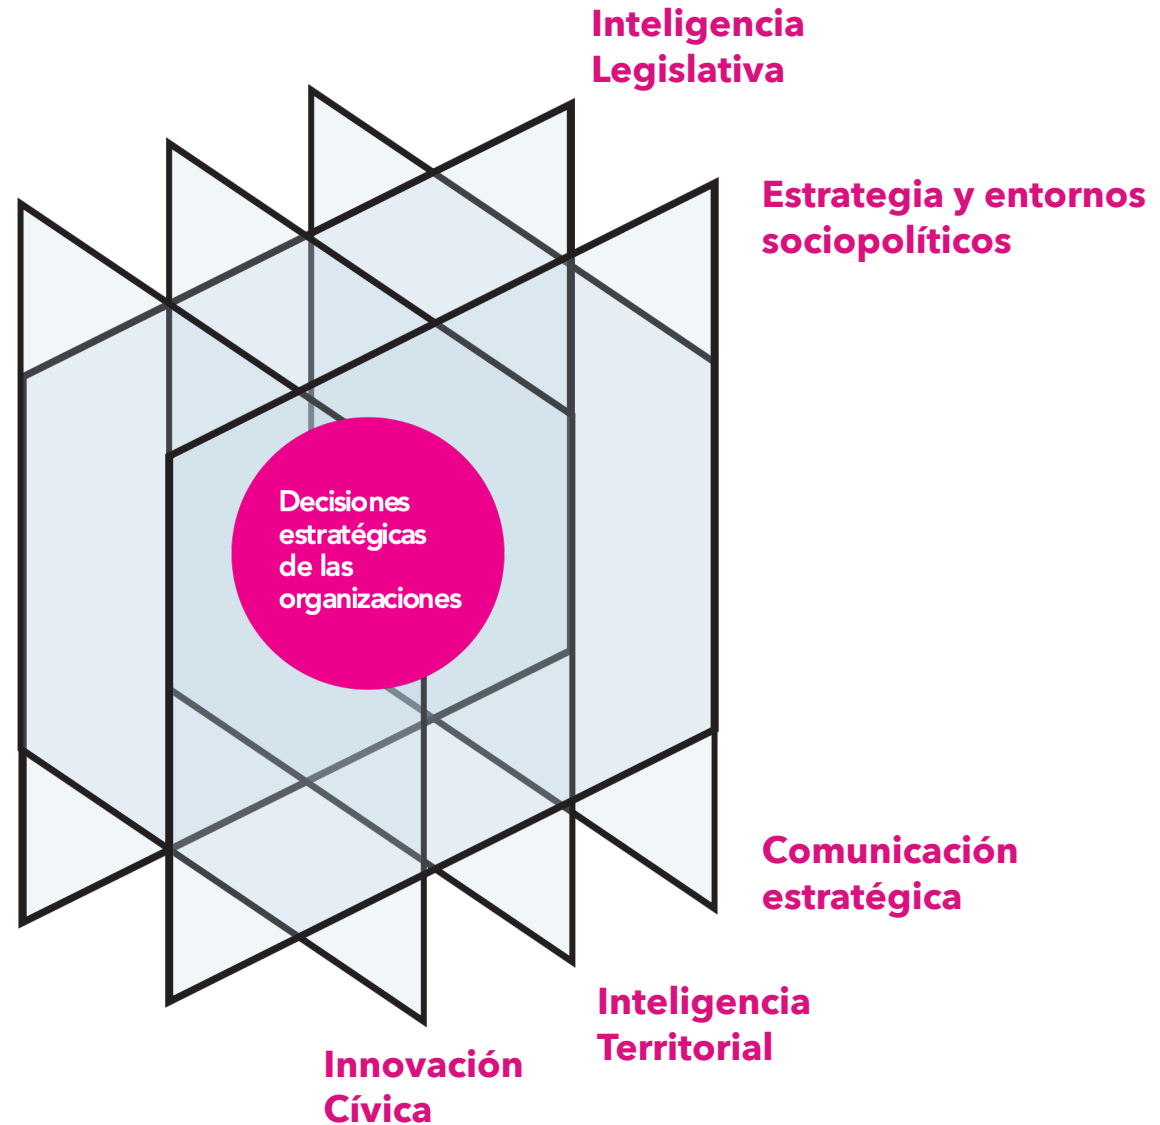 Inteligencia
Legislativa
Estrategia y entornos
sociopolíticos
Decisiones
estratégicas
de las
organizaciones
Comunicación
estratégica
Inteligencia
Territorial
Innovación
Cívica